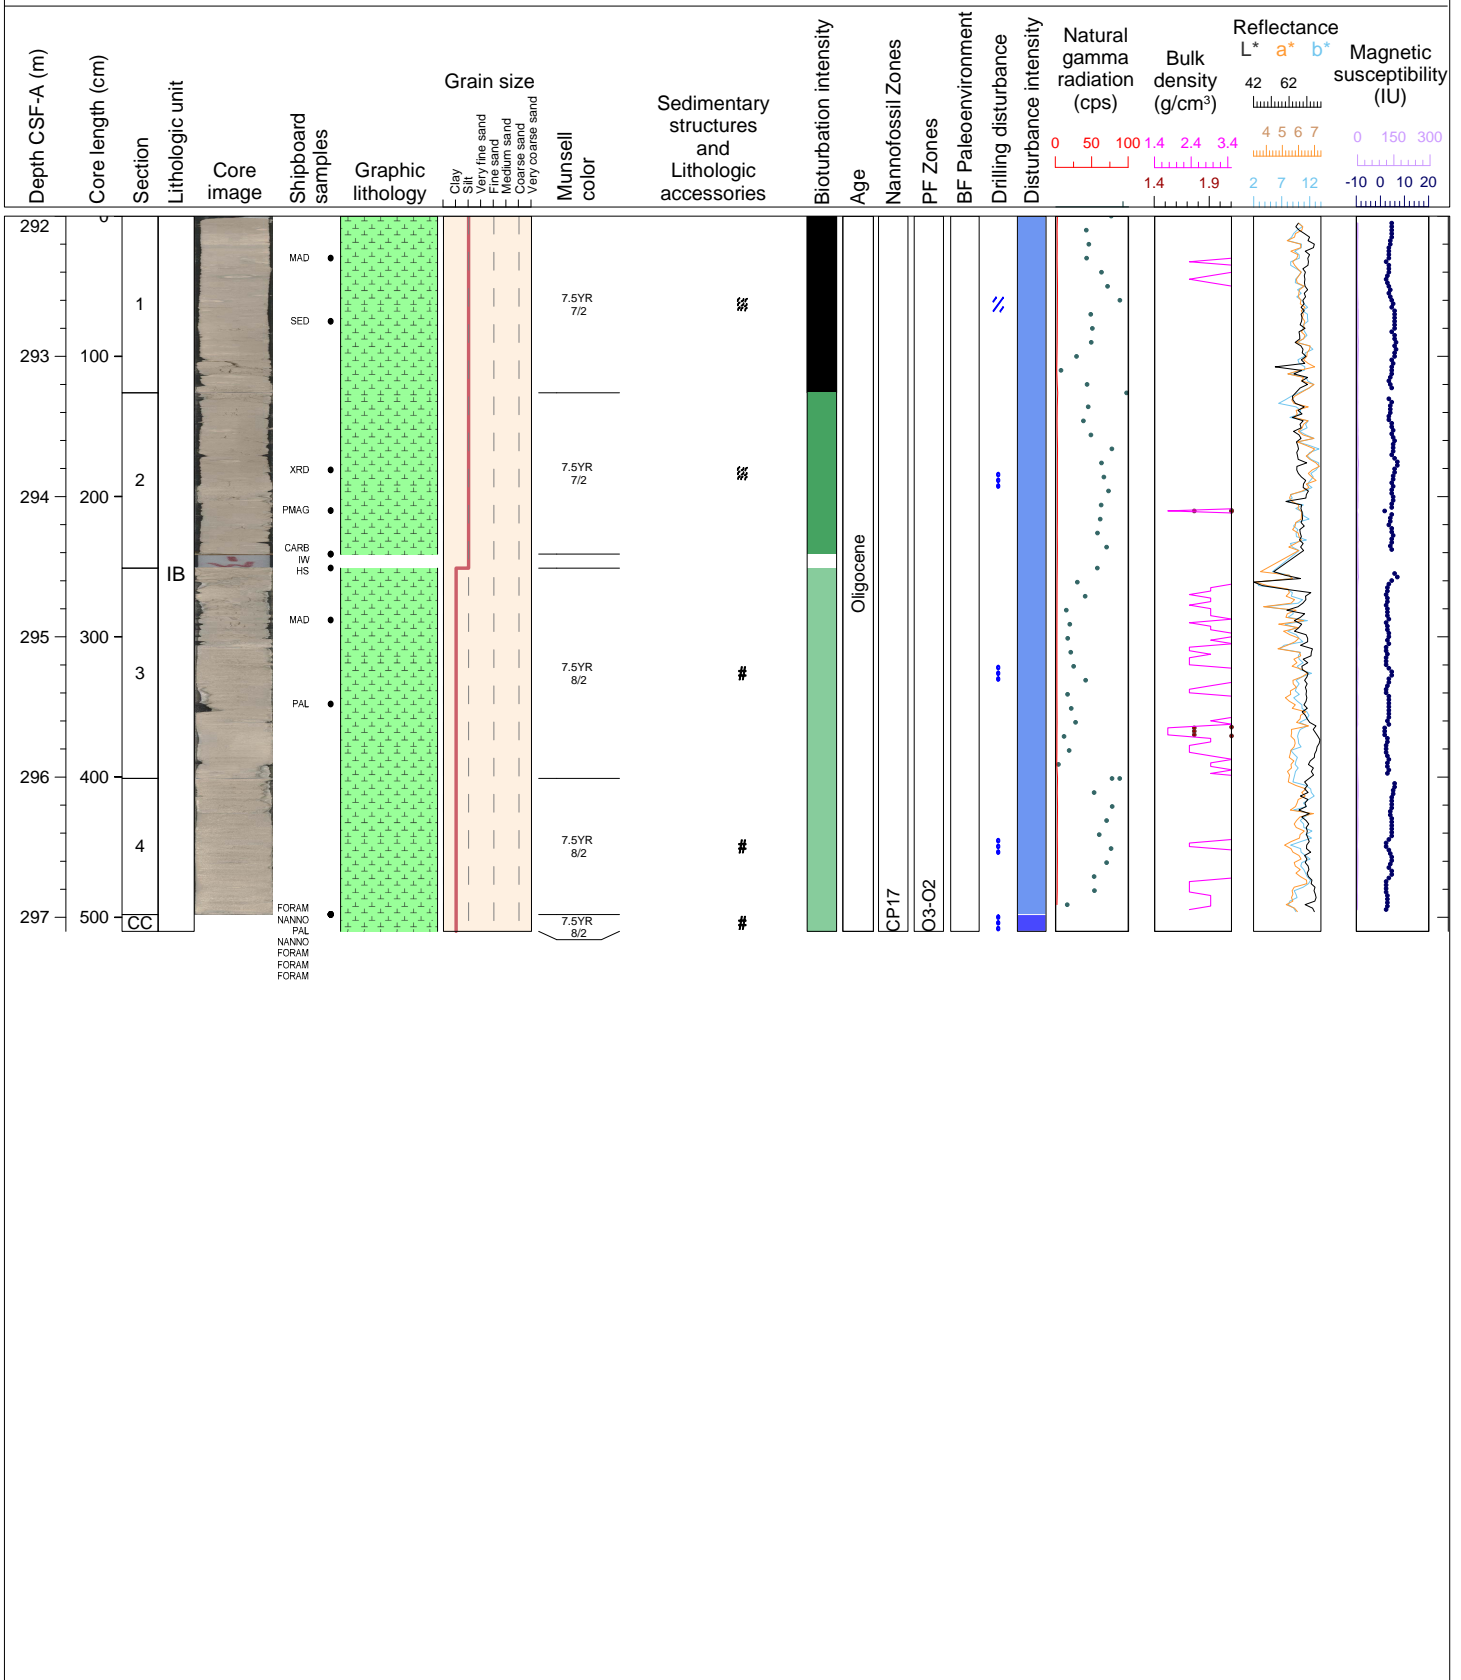 Depth CSF-A (m)
Core length (cm)
Section
Lithologic unit
Core
image
Shipboard
samples
Graphic
lithology
Grain size
Clay
Silt
Very fine sand
Fine sand
Medium sand
Coarse sand
Very coarse sand
Munsell
color
Sedimentary
structures
and
Lithologic
accessories
Bioturbation intensity
Age
Nannofossil Zones
PF Zones
BF Paleoenvironment
Drilling disturbance
Disturbance intensity
Natural
gamma
radiation
(cps)
0 50 100
Bulk
density
(g/cm³)
1.4 2.4 3.4
1.4 1.9
Reflectance
L* a* b*
42 62
4 5 6 7
2 7 12
Magnetic
susceptibility
(IU)
0 150 300
-10 0 10 20
292
293
294
295
296
297
0
100
200
300
400
500
1
2
3
4
CC
IB
MAD
SED
XRD
PMAG
CARB
IW
HS
MAD
PAL
FORAM
NANNO
PAL
NANNO
FORAM
FORAM
FORAM
7.5YR
7/2
7.5YR
7/2
7.5YR
8/2
7.5YR
8/2
7.5YR
8/2
Oligocene
CP17
O3-O2